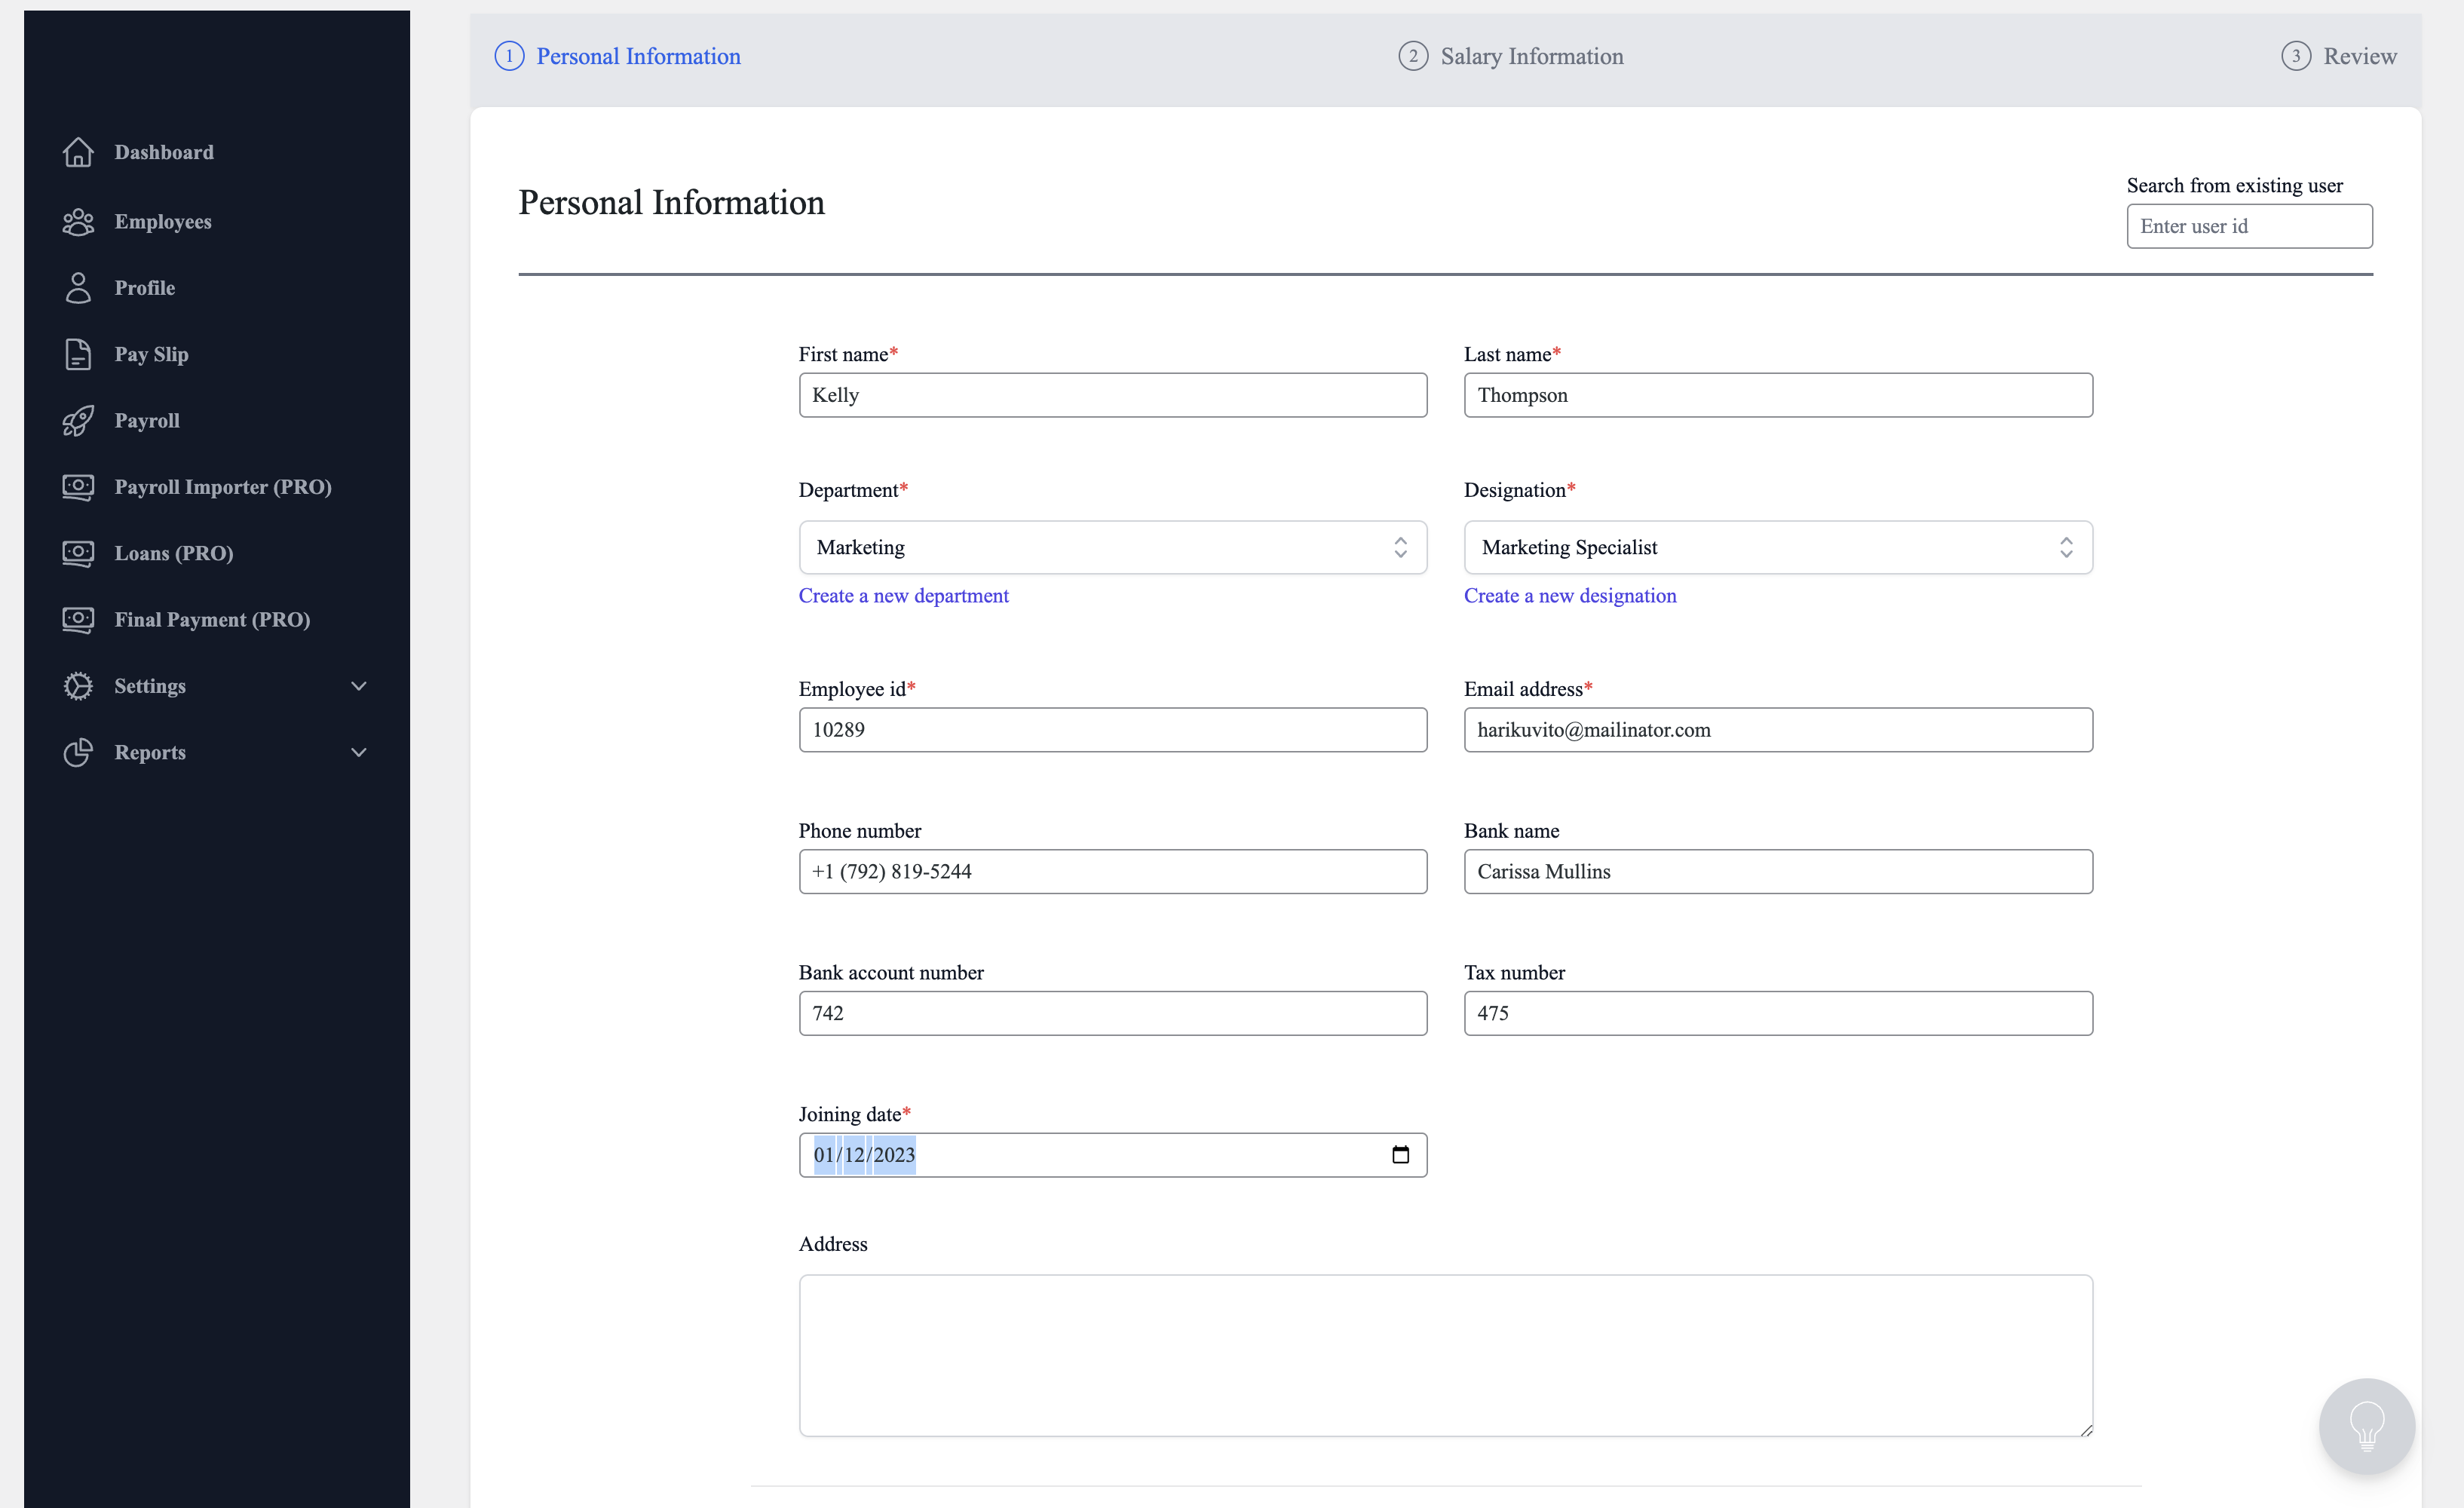 Dashboard
Employees
Profile
Pay Slip
Payroll
Payroll Importer (PRO)
Loans (PRO)
Final Payment (PRO)
Settings
Reports
1 Personal Information
2 Salary Information
3 Review
Personal Information
Search from existing user
Enter user id
First name* Last name*
Kelly Thompson
Department* Designation*
Marketing Marketing Specialist
Create a new department Create a new designation
Employee id* Email address*
10289 harikuvito@mailinator.com
Phone number Bank name
+1 (792) 819-5244 Carissa Mullins
Bank account number Tax number
742 475
Joining date*
01/12/2023
Address